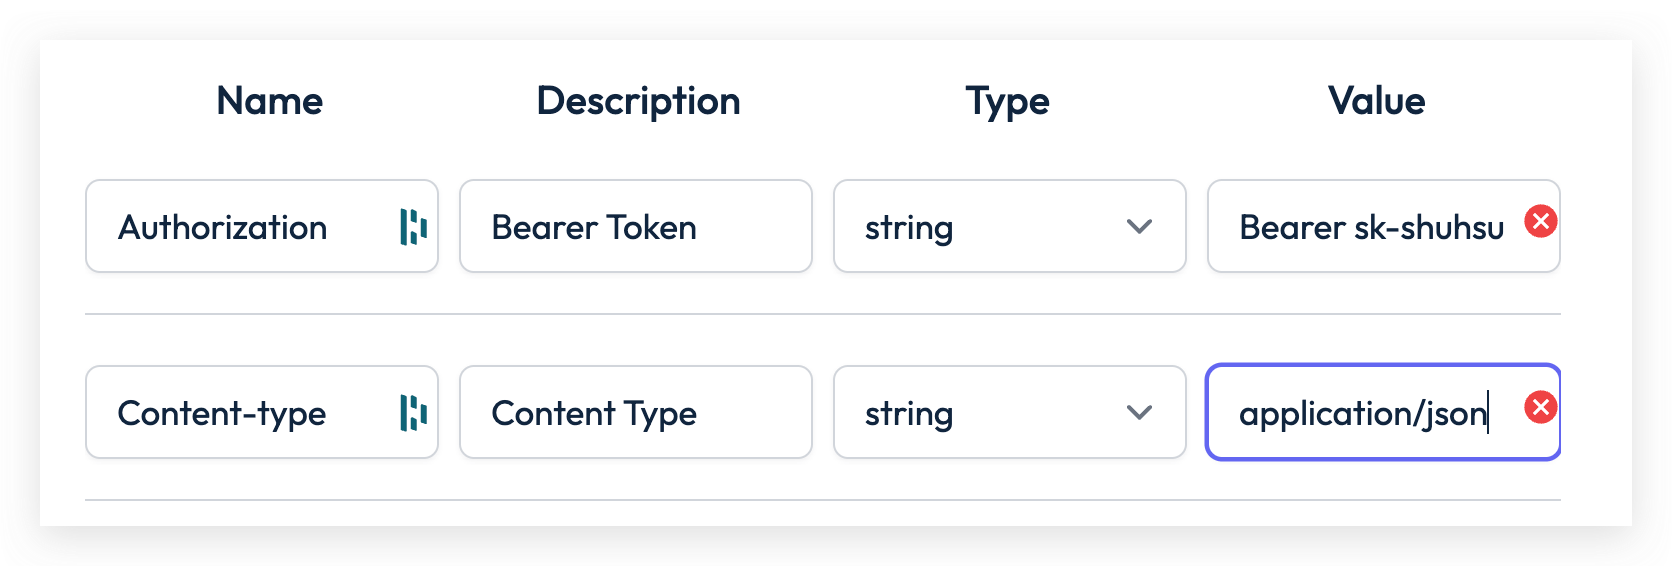 Name Description Type Value
Authorization Bearer Token string Bearer sk-shuhsu
Content-type Content Type string application/json